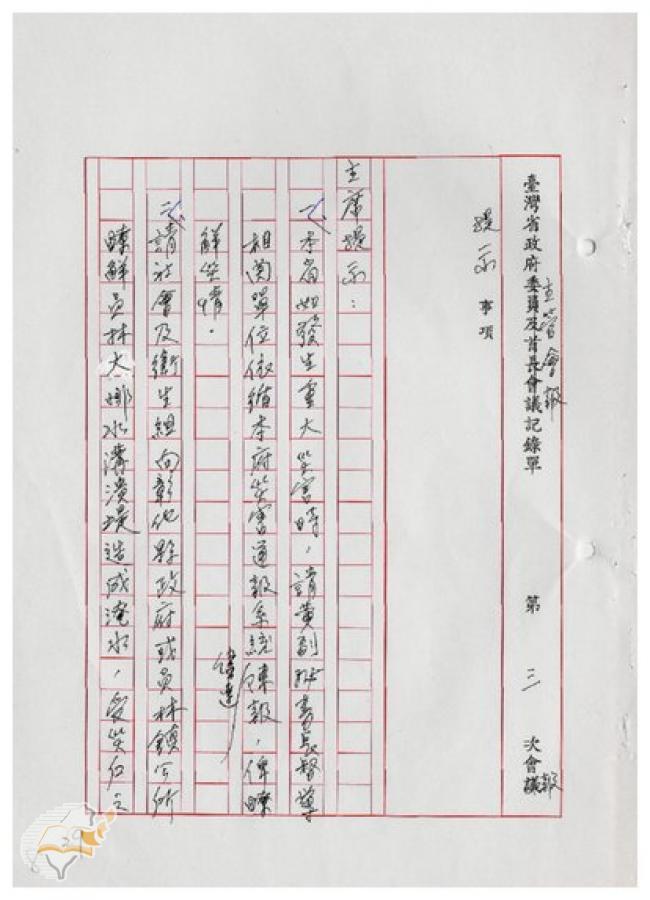 臺灣省政府委員及首長會議記錄單 第 三 次會議
主管會報
報
提示事項
主席提示：
一、本省如發生重大災害時，請黃副秘書長督導
相關單位依循本府災害通報系統陳報，俾瞭
儘速
解災情。
二、請社會及衛生組向彰化縣政府或員林鎮公所
瞭解員林大排水溝潰堤造成淹水，受災戶之
29